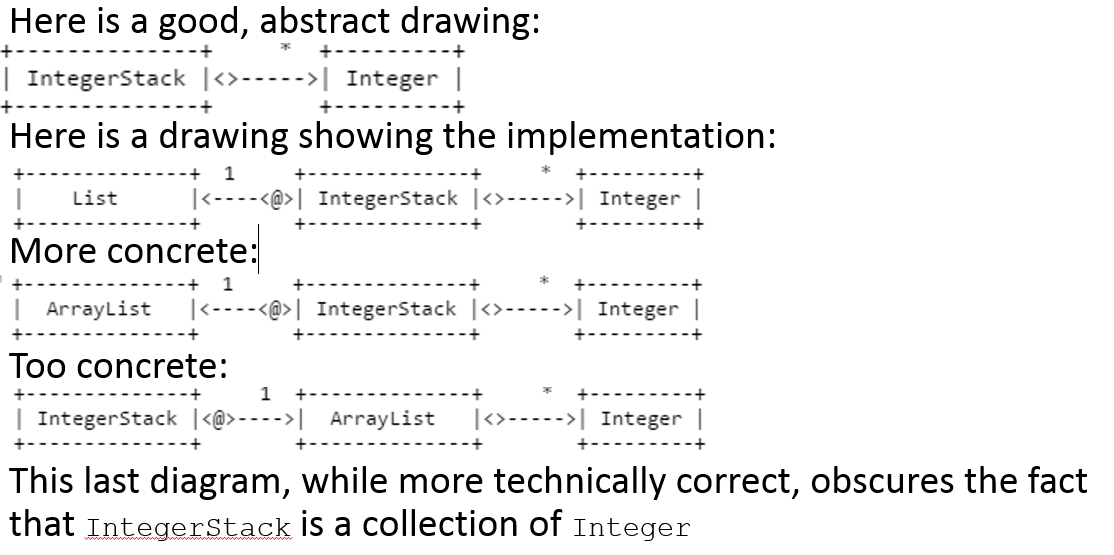 Here is a good, abstract drawing:
+--------------+      *  +---------+
| IntegerStack |<>----->| Integer |
+--------------+         +---------+
Here is a drawing showing the implementation:
+--------------+  1      +--------------+      *  +---------+
|     List     |<----<@>| IntegerStack |<>----->| Integer |
+--------------+         +--------------+         +---------+
More concrete:
+--------------+  1      +--------------+      *  +---------+
|  ArrayList   |<----<@>| IntegerStack |<>----->| Integer |
+--------------+         +--------------+         +---------+
Too concrete:
+--------------+      1  +--------------+      *  +---------+
| IntegerStack |<@>---->|  ArrayList   |<>----->| Integer |
+--------------+         +--------------+         +---------+
This last diagram, while more technically correct, obscures the fact
that IntegerStack is a collection of Integer